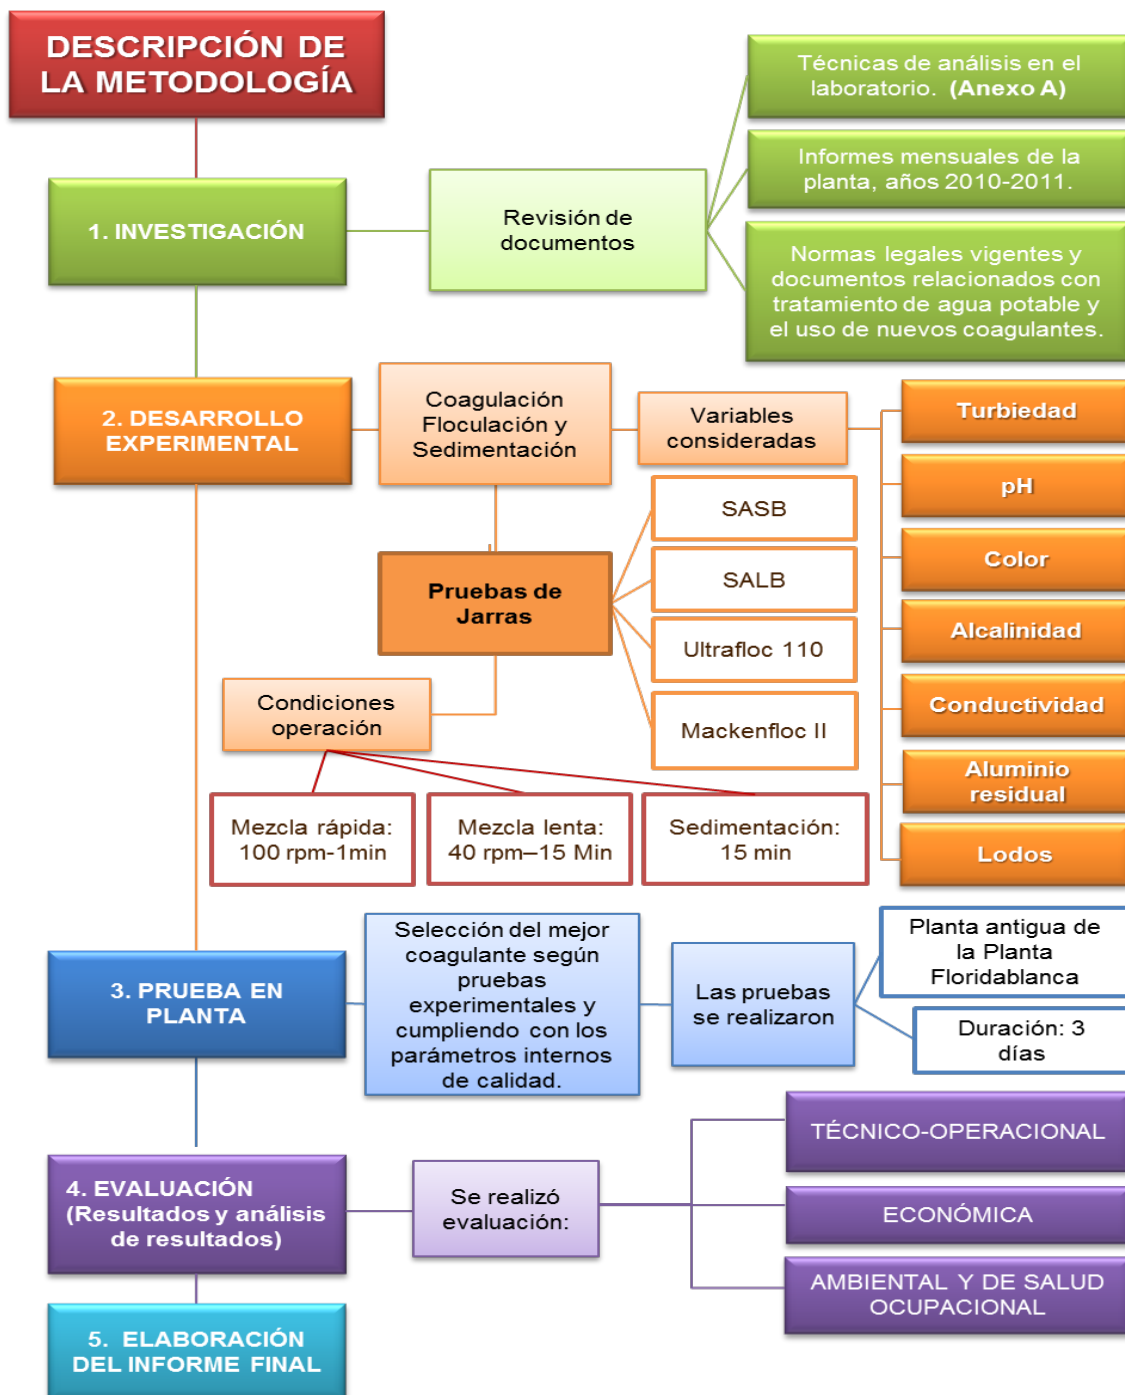 DESCRIPCIÓN DE
LA METODOLOGÍA
1. INVESTIGACIÓN
Revisión de
documentos
Técnicas de análisis en el
laboratorio. (Anexo A)
Informes mensuales de la
planta, años 2010-2011.
Normas legales vigentes y
documentos relacionados con
tratamiento de agua potable y
el uso de nuevos coagulantes.
2. DESARROLLO
EXPERIMENTAL
Coagulación
Floculación y
Sedimentación
Variables
consideradas
Turbiedad
pH
Color
Alcalinidad
Conductividad
Aluminio
residual
Lodos
Pruebas de
Jarras
SASB
SALB
Ultrafloc 110
Mackenfloc II
Condiciones
operación
Mezcla rápida:
100 rpm-1min
Mezcla lenta:
40 rpm–15 Min
Sedimentación:
15 min
3. PRUEBA EN
PLANTA
Selección del mejor
coagulante según
pruebas
experimentales y
cumpliendo con los
parámetros internos
de calidad.
Las pruebas
se realizaron
Planta antigua de
la Planta
Floridablanca
Duración: 3
días
4. EVALUACIÓN
(Resultados y análisis
de resultados)
Se realizó
evaluación:
TÉCNICO-OPERACIONAL
ECONÓMICA
AMBIENTAL Y DE SALUD
OCUPACIONAL
5. ELABORACIÓN
DEL INFORME FINAL